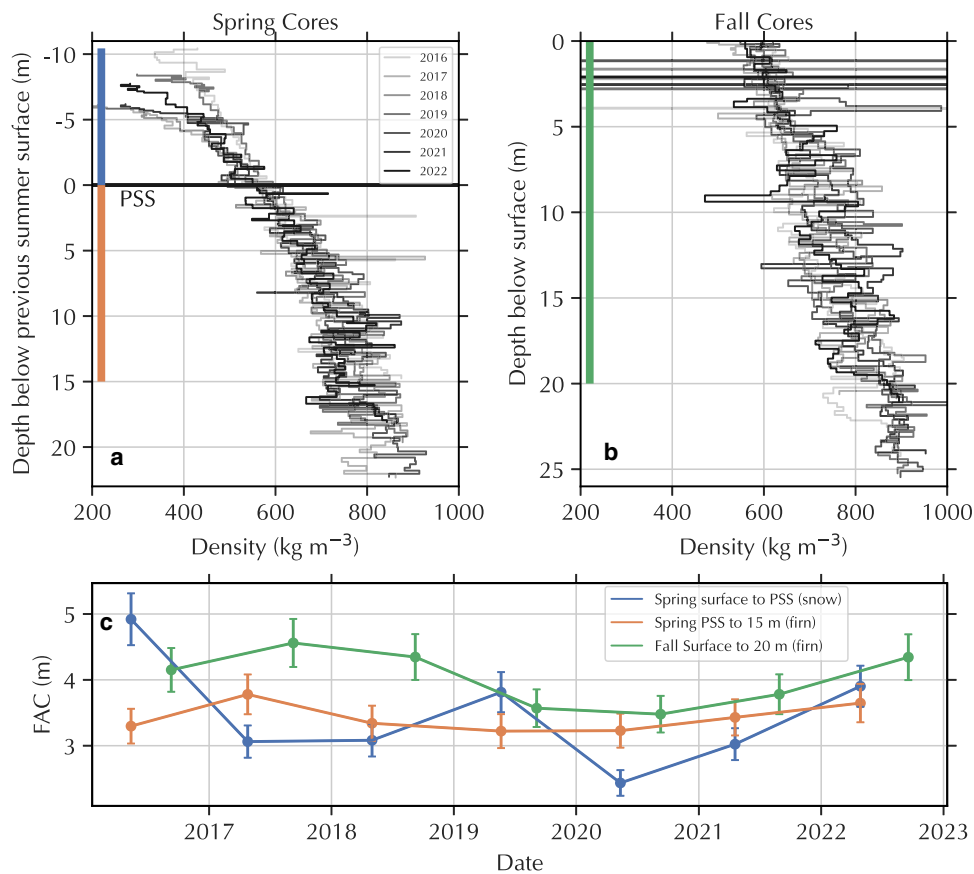 Spring Cores
Fall Cores
Depth below previous summer surface (m)
-10
-5
0
5
10
15
20
2016
2017
2018
2019
2020
2021
2022
PSS
a
200
400
600
800
1000
Density (kg m⁻³)
Depth below surface (m)
0
5
10
15
20
25
b
200
400
600
800
1000
Density (kg m⁻³)
FAC (m)
5
4
3
c
Spring surface to PSS (snow)
Spring PSS to 15 m (firn)
Fall Surface to 20 m (firn)
2017
2018
2019
2020
2021
2022
2023
Date